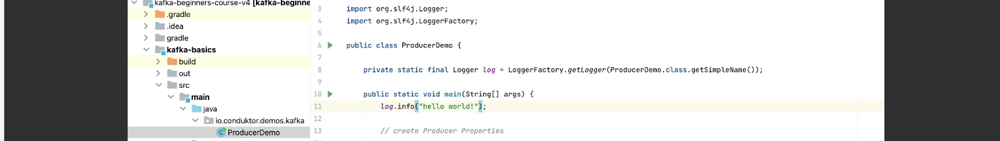 kafka-beginners-course-v4 [kafka-beginne
.gradle
.idea
gradle
kafka-basics
build
out
src
main
java
io.conduktor.demos.kafka
ProducerDemo
3 import org.slf4j.Logger;
4 import org.slf4j.LoggerFactory;
5
6 public class ProducerDemo {
7
8 private static final Logger log = LoggerFactory.getLogger(ProducerDemo.class.getSimpleName());
9
10 public static void main(String[] args) {
11 log.info("hello world!");
12
13 // create Producer Properties